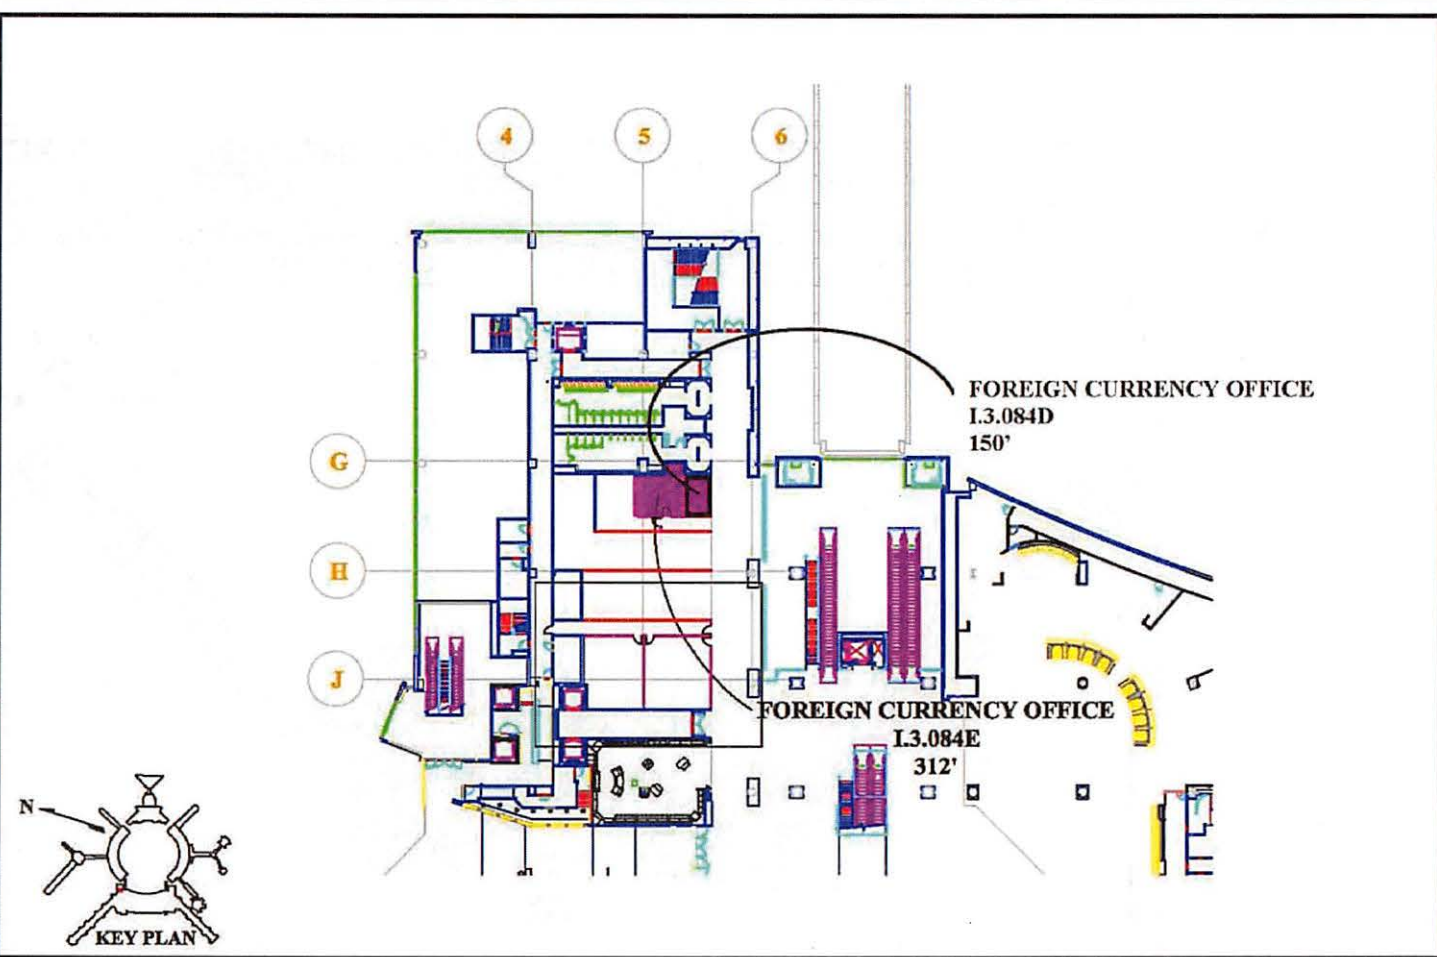 4
5
6
FOREIGN CURRENCY OFFICE
I.3.084D
150'
G
H
J
FOREIGN CURRENCY OFFICE
I.3.084E
312'
N
KEY PLAN